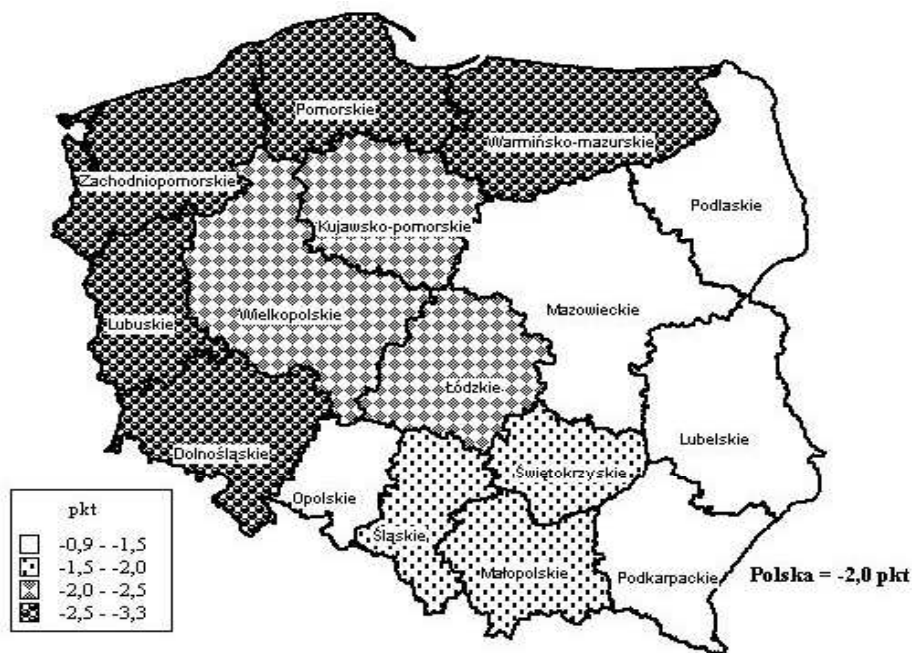 Pomorskie
Warmińsko-mazurskie
Zachodniopomorskie
Podlaskie
Kujawsko-pomorskie
Wielkopolskie
Mazowieckie
Lubuskie
Łódzkie
Lubelskie
Dolnośląskie
Świętokrzyskie
Opolskie
Śląskie
Małopolskie
Podkarpackie
Polska = -2,0 pkt
pkt
-0,9 - -1,5
-1,5 - -2,0
-2,0 - -2,5
-2,5 - -3,3